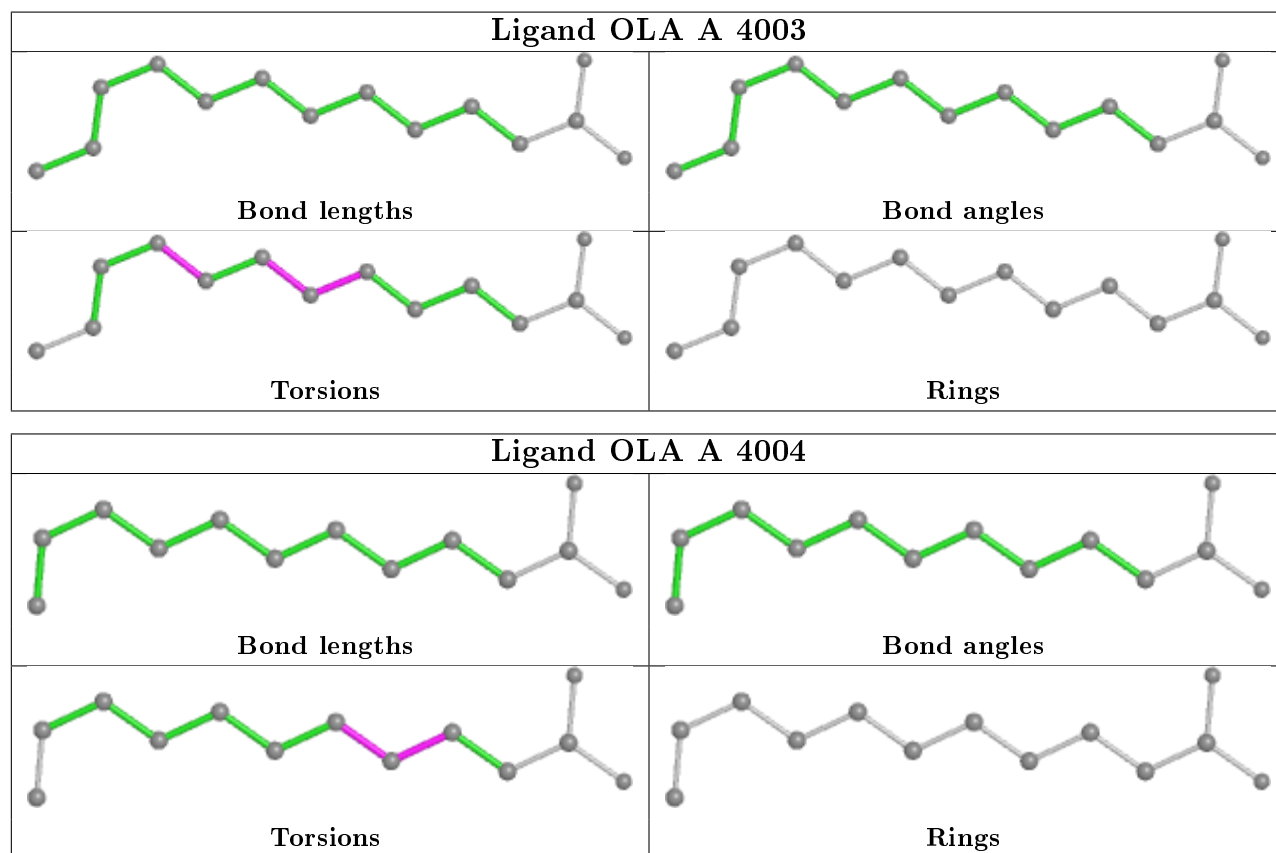 Ligand OLA A 4003
Bond lengths
Bond angles
Torsions
Rings
Ligand OLA A 4004
Bond lengths
Bond angles
Torsions
Rings